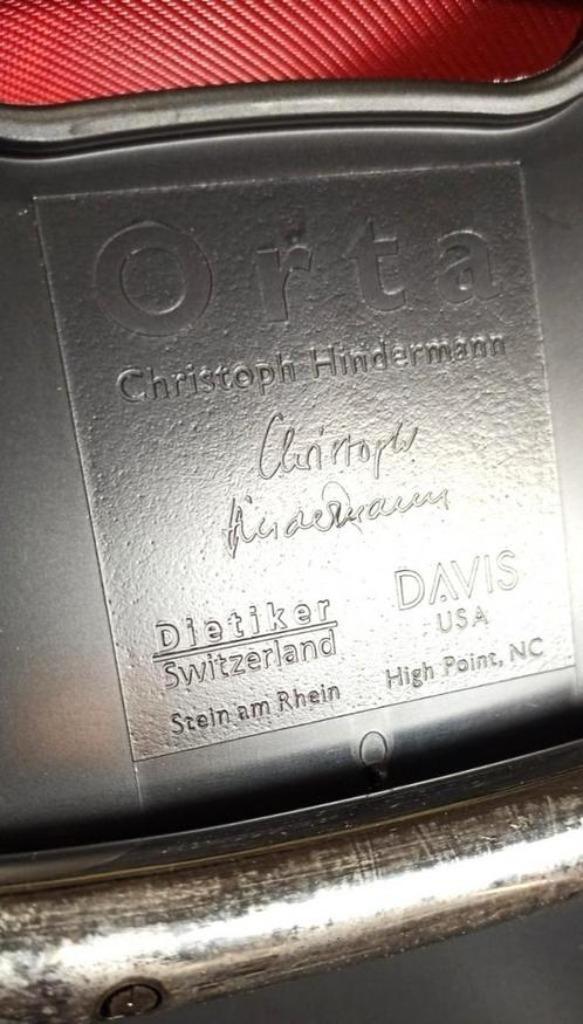 Orta
Christoph Hindermann
Christoph
Hindermann
Dietiker
Switzerland
Stein am Rhein
DAVIS
USA
High Point, NC